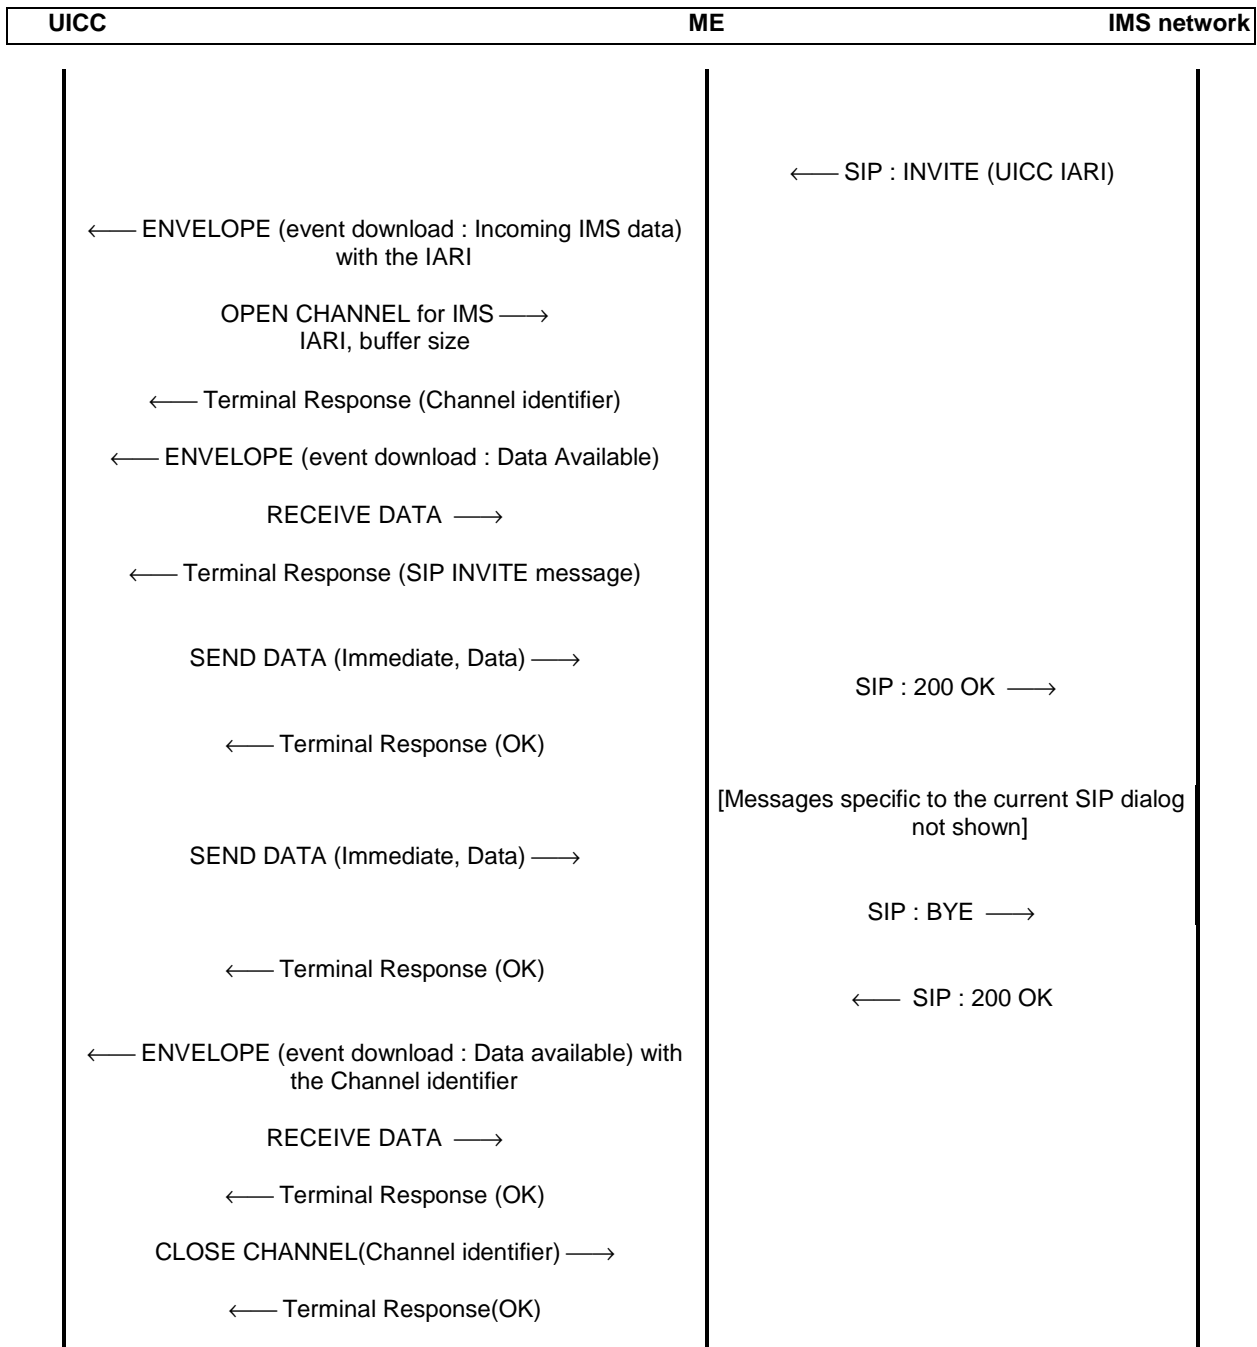 UICC ME IMS network
← SIP : INVITE (UICC IARI)
← ENVELOPE (event download : Incoming IMS data)
with the IARI
OPEN CHANNEL for IMS →
IARI, buffer size
← Terminal Response (Channel identifier)
← ENVELOPE (event download : Data Available)
RECEIVE DATA →
← Terminal Response (SIP INVITE message)
SEND DATA (Immediate, Data) →
SIP : 200 OK →
← Terminal Response (OK)
[Messages specific to the current SIP dialog
not shown]
SEND DATA (Immediate, Data) →
SIP : BYE →
← Terminal Response (OK)
← SIP : 200 OK
← ENVELOPE (event download : Data available) with
the Channel identifier
RECEIVE DATA →
← Terminal Response (OK)
CLOSE CHANNEL(Channel identifier) →
← Terminal Response(OK)